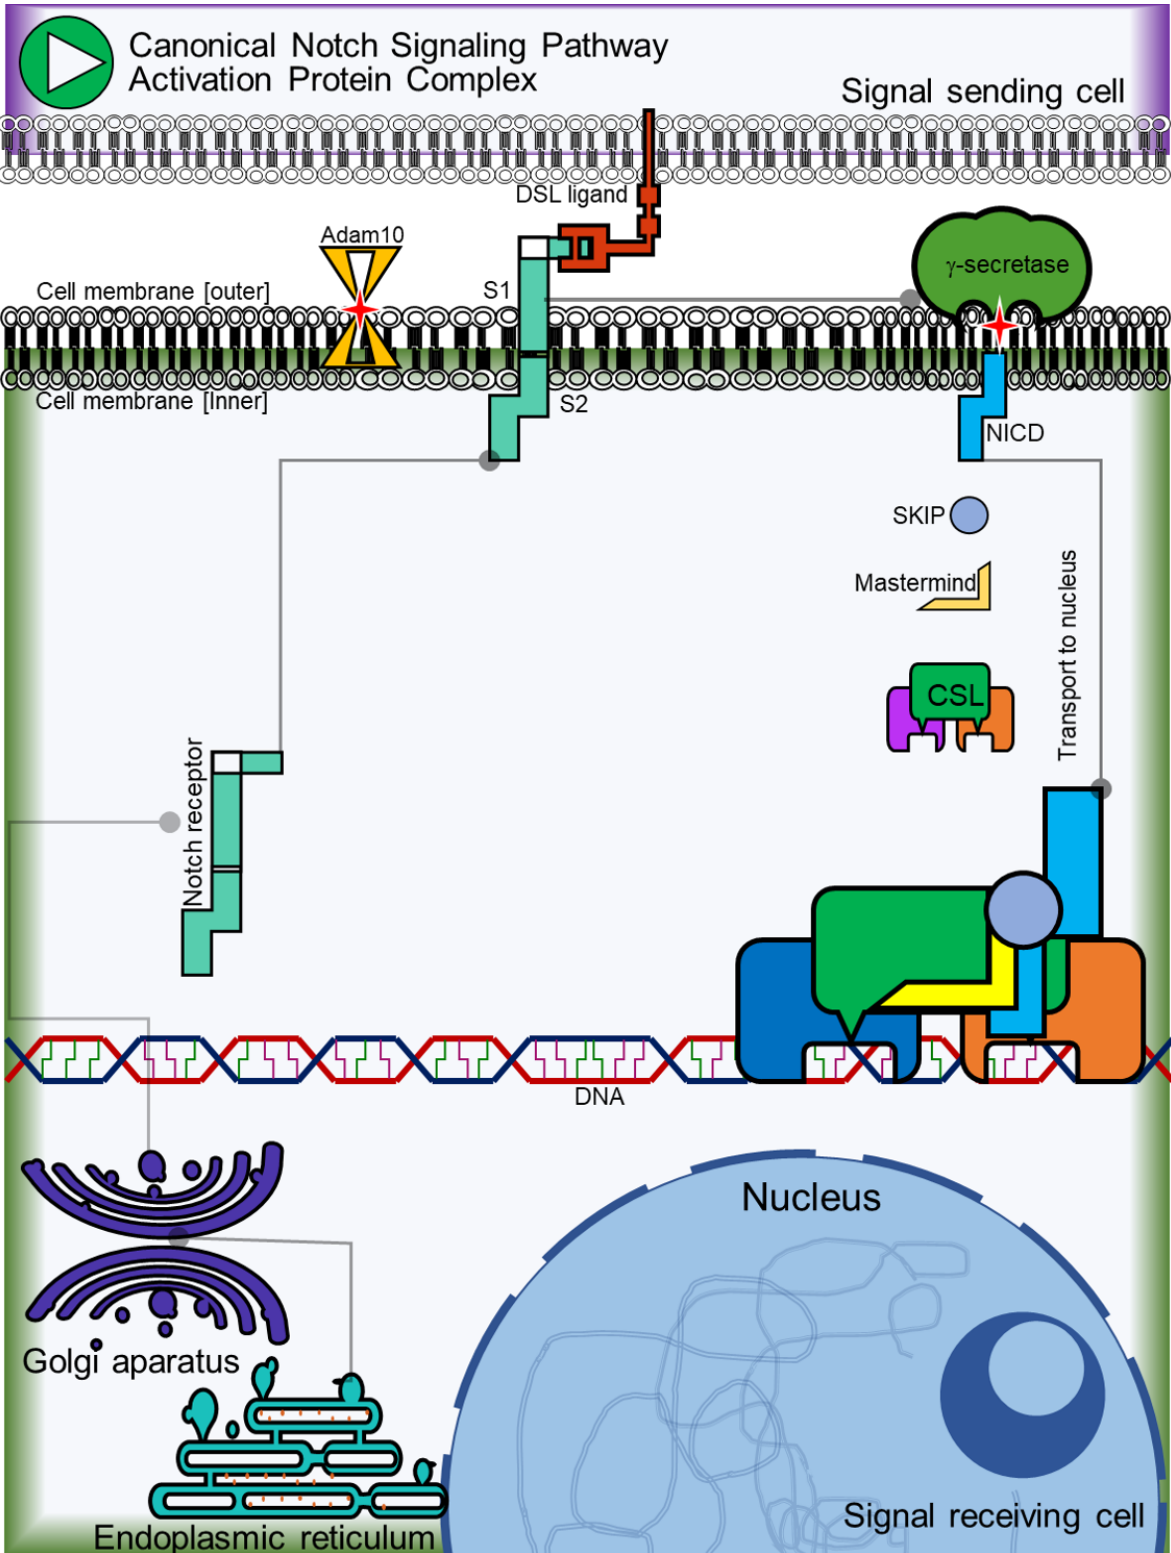 Canonical Notch Signaling Pathway
Activation Protein Complex
Signal sending cell
DSL ligand
Adam10
γ-secretase
Cell membrane [outer]
S1
Cell membrane [Inner]
S2
NICD
SKIP
Mastermind
Transport to nucleus
CSL
Notch receptor
DNA
Nucleus
Golgi aparatus
Signal receiving cell
Endoplasmic reticulum